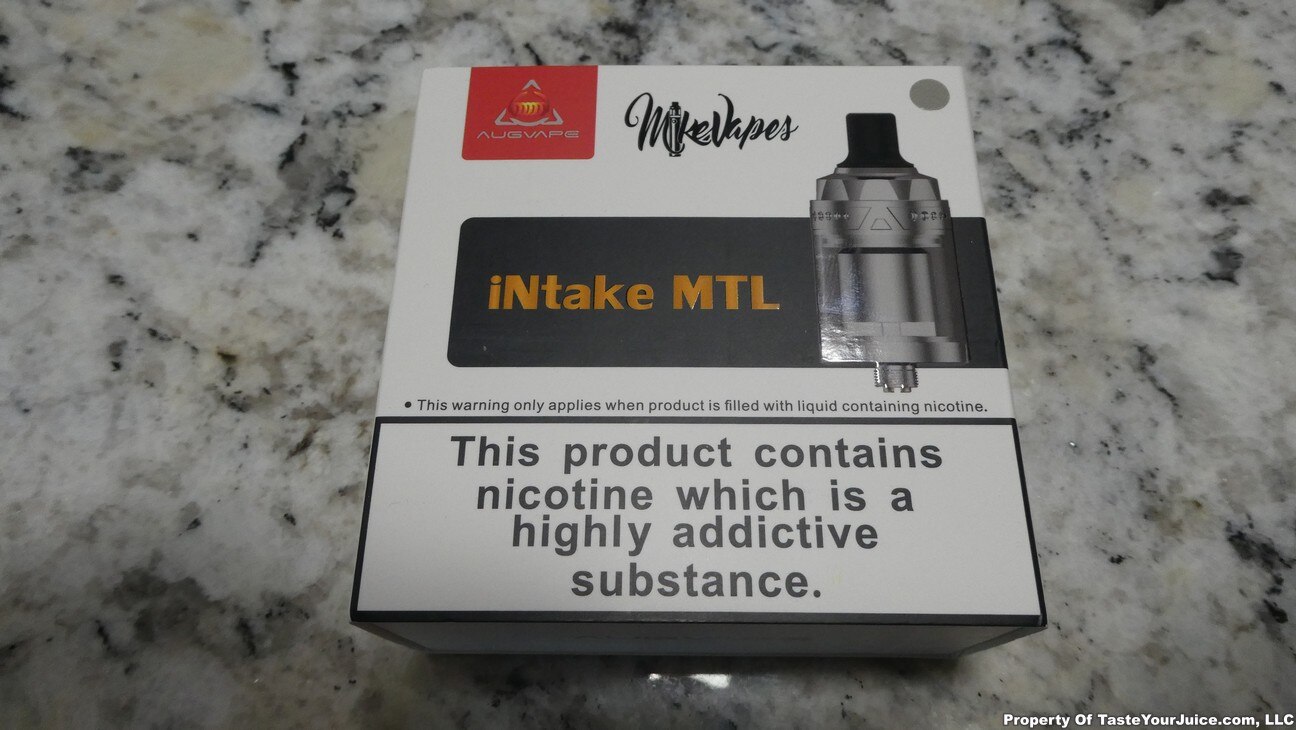 AUGVAPE
MikeVapes
iNtake MTL
• This warning only applies when product is filled with liquid containing nicotine.
This product contains
nicotine which is a
highly addictive
substance.
Property Of TasteYourJuice.com, LLC